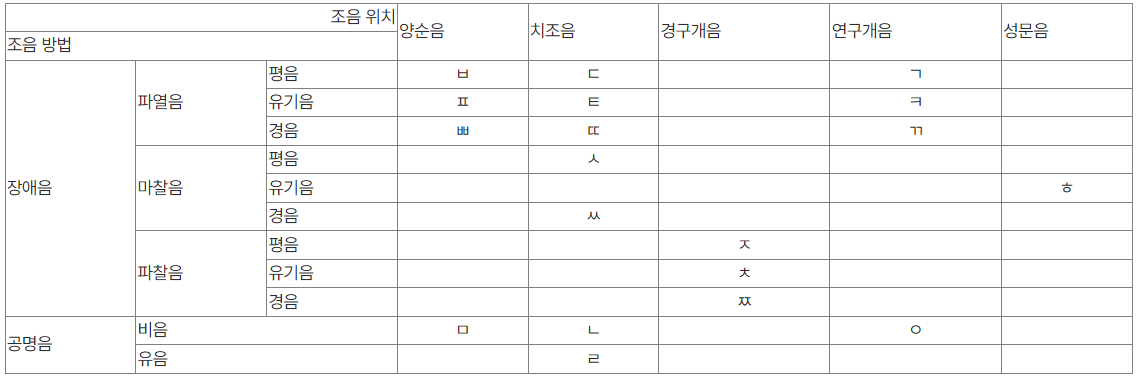 조음 위치
조음 방법 양순음 치조음 경구개음 연구개음 성문음
장애음 파열음 평음 ㅂ ㄷ ㄱ
유기음 ㅍ ㅌ ㅋ
경음 ㅃ ㄸ ㄲ
마찰음 평음 ㅅ
유기음 ㅎ
경음 ㅆ
파찰음 평음 ㅈ
유기음 ㅊ
경음 ㅉ
공명음 비음 ㅁ ㄴ ㅇ
유음 ㄹ